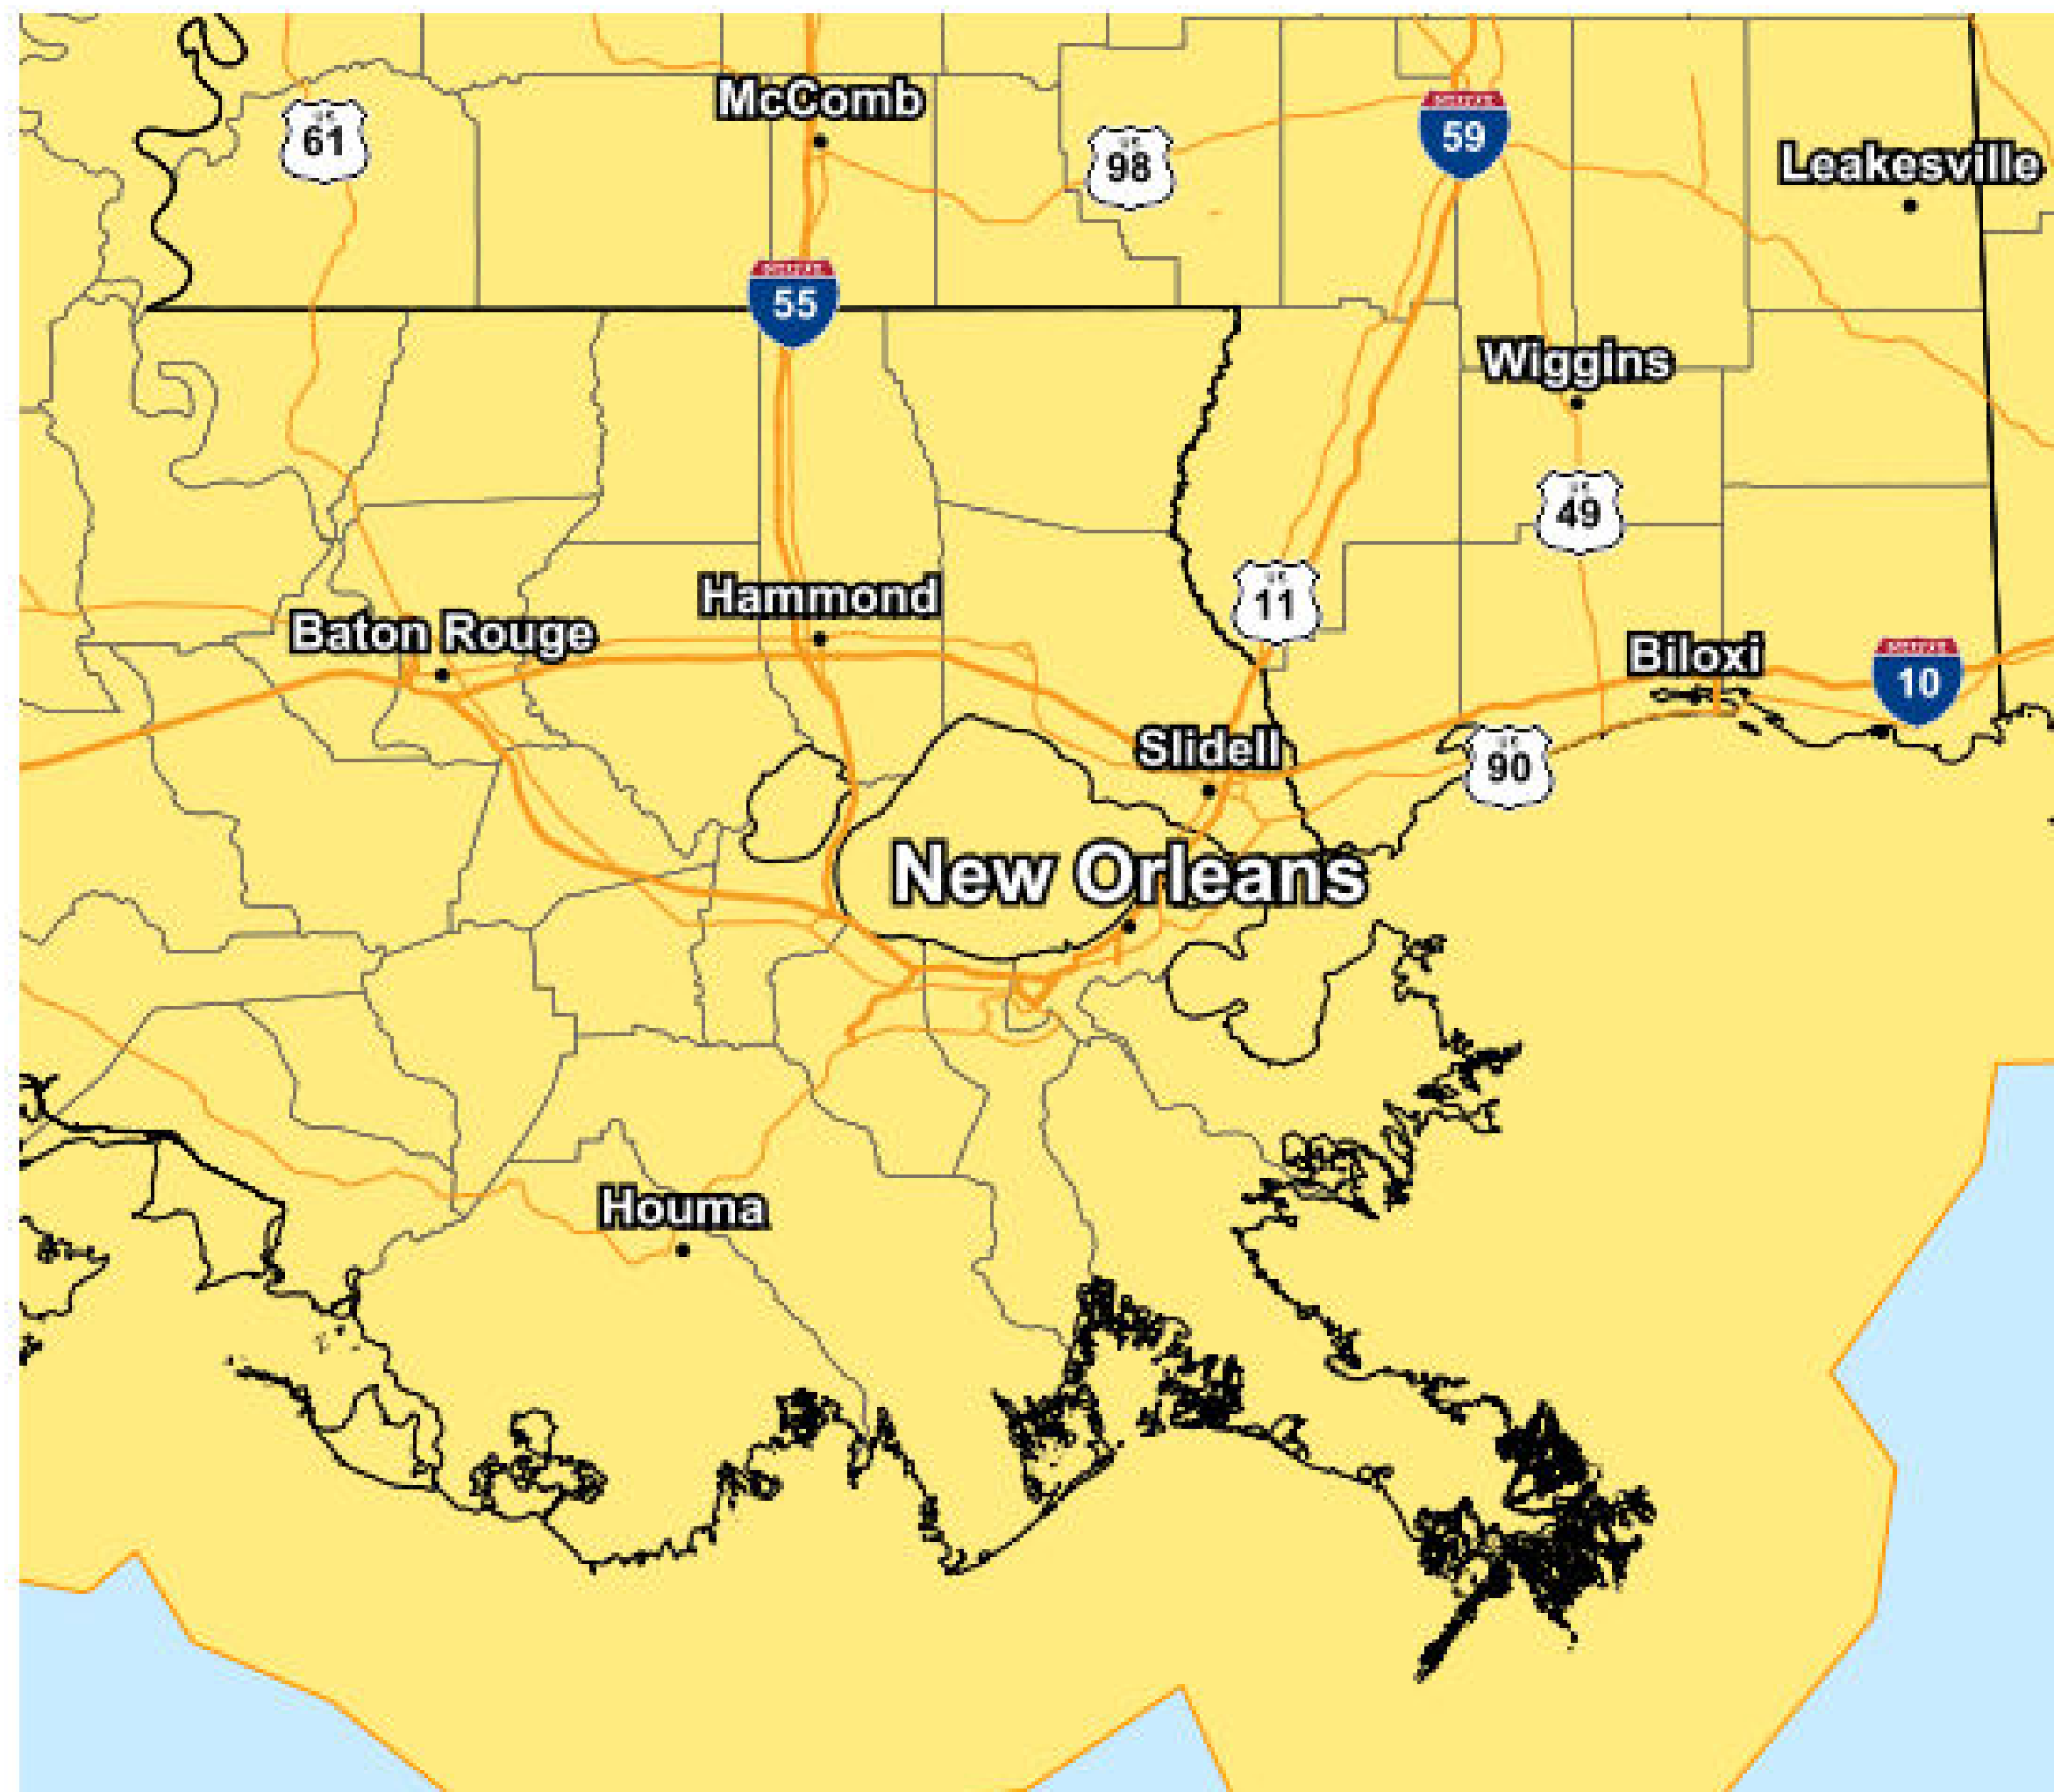 McComb
61
98
59
Leakesville
55
Wiggins
49
Hammond
11
Baton Rouge
Biloxi
10
Slidell
90
New Orleans
Houma